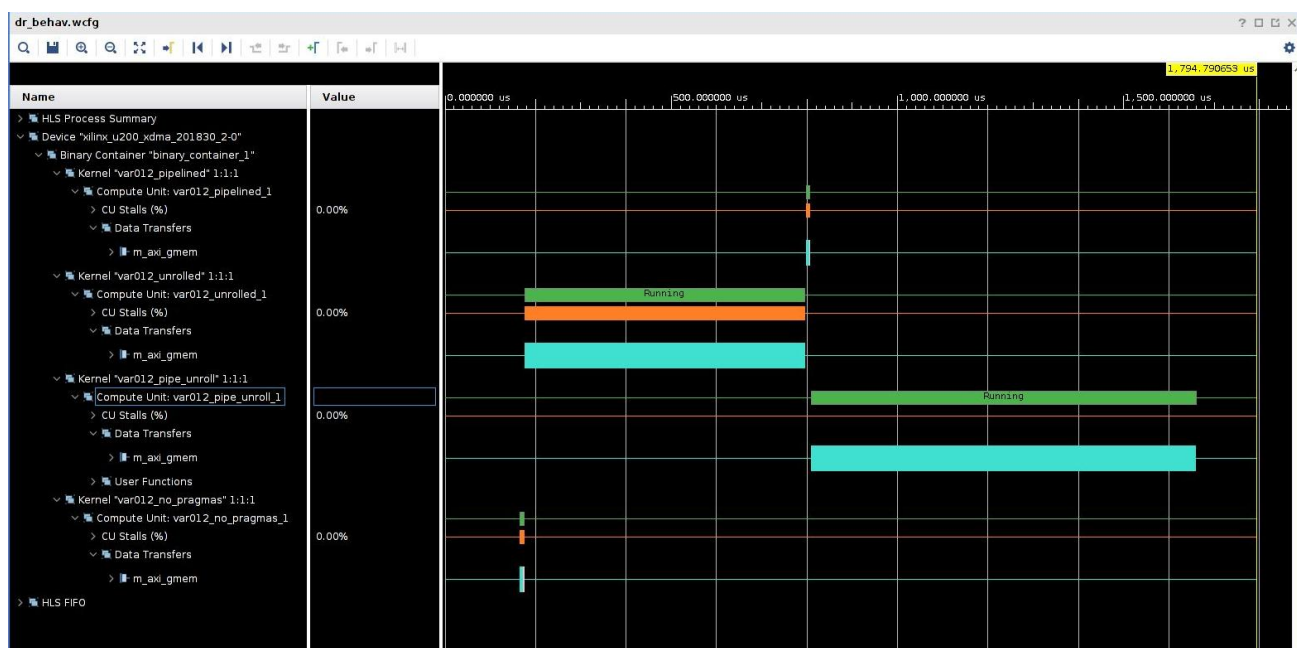 dr_behav.wcfg
?
1,794.790653 us
Name Value 0.000000 us 500.000000 us 1,000.000000 us 1,500.000000 us
HLS Process Summary
Device "xilinx_u200_xdma_201830_2-0"
Binary Container "binary_container_1"
Kernel "var012_pipelined" 1:1:1
Compute Unit: var012_pipelined_1
CU Stalls (%) 0.00%
Data Transfers
m_axi_gmem
Kernel "var012_unrolled" 1:1:1
Compute Unit: var012_unrolled_1 Running
CU Stalls (%) 0.00%
Data Transfers
m_axi_gmem
Kernel "var012_pipe_unroll" 1:1:1
Compute Unit: var012_pipe_unroll_1 Running
CU Stalls (%) 0.00%
Data Transfers
m_axi_gmem
User Functions
Kernel "var012_no_pragmas" 1:1:1
Compute Unit: var012_no_pragmas_1
CU Stalls (%) 0.00%
Data Transfers
m_axi_gmem
HLS FIFO